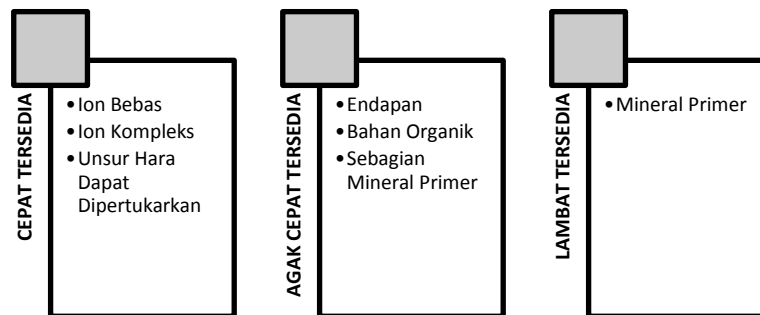 CEPAT TERSEDIA
•Ion Bebas
•Ion Kompleks
•Unsur Hara
Dapat
Dipertukarkan
AGAK CEPAT TERSEDIA
•Endapan
•Bahan Organik
•Sebagian
Mineral Primer
LAMBAT TERSEDIA
•Mineral Primer